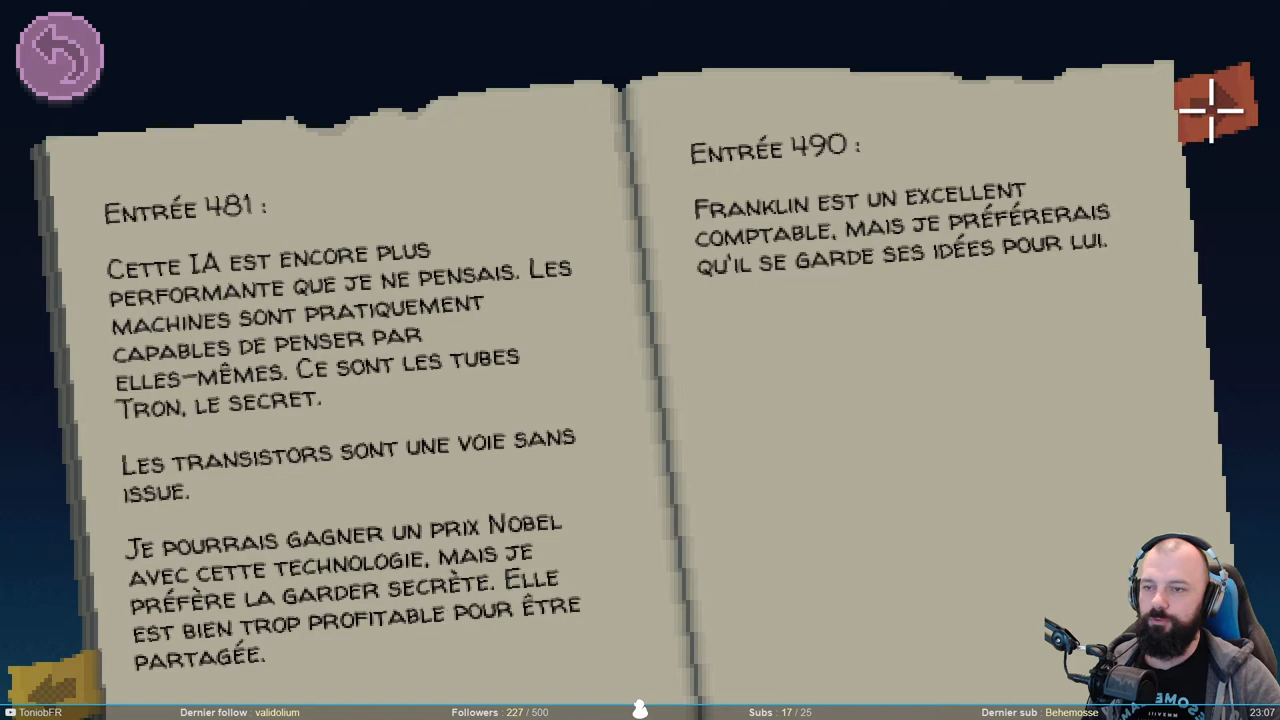 Entrée 481 :
Cette IA est encore plus
performante que je ne pensais. Les
machines sont pratiquement
capables de penser par
elles-mêmes. Ce sont les tubes
Tron, le secret.
Les transistors sont une voie sans
issue.
Je pourrais gagner un prix Nobel
avec cette technologie, mais je
préfère la garder secrète. Elle
est bien trop profitable pour être
partagée.
Entrée 490 :
Franklin est un excellent
comptable, mais je préférerais
qu'il se garde ses idées pour lui.
ToniobFR
Dernier follow : validolium
Followers : 227 / 500
Subs : 17 / 25
Dernier sub : Behemosse
23:07